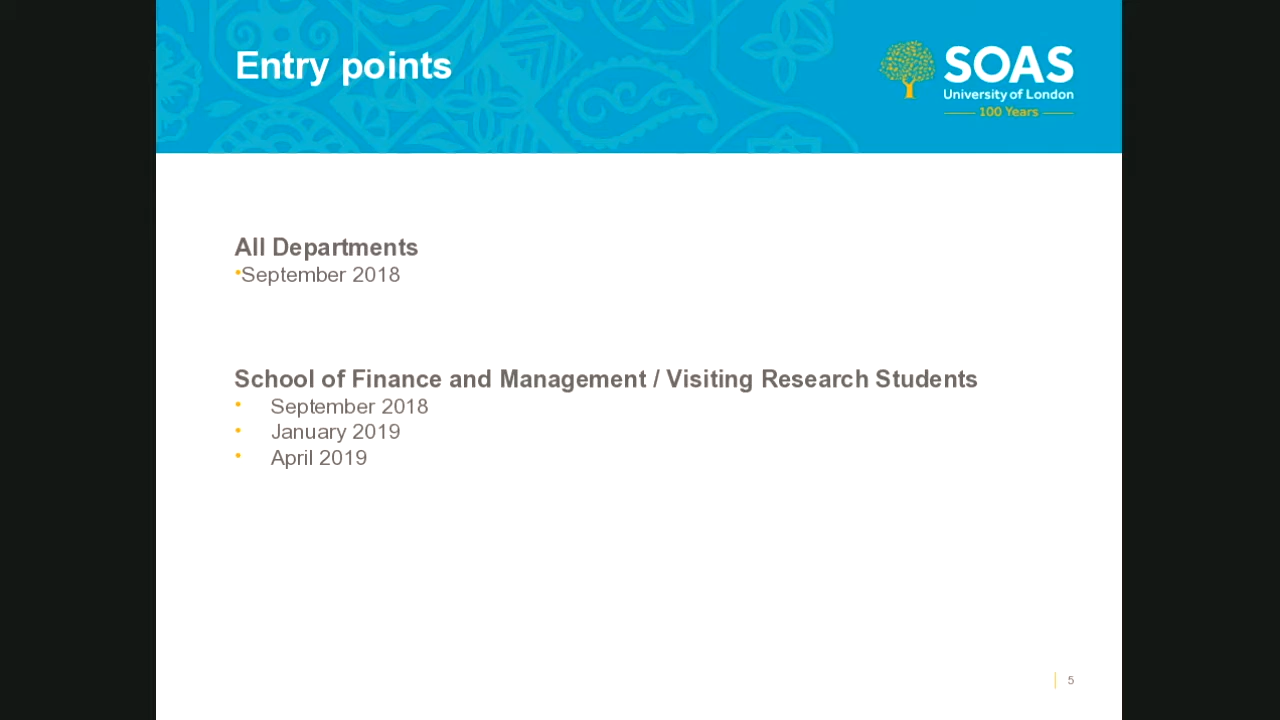 Entry points
SOAS
University of London
100 Years
All Departments
•September 2018
School of Finance and Management / Visiting Research Students
• September 2018
• January 2019
• April 2019
5